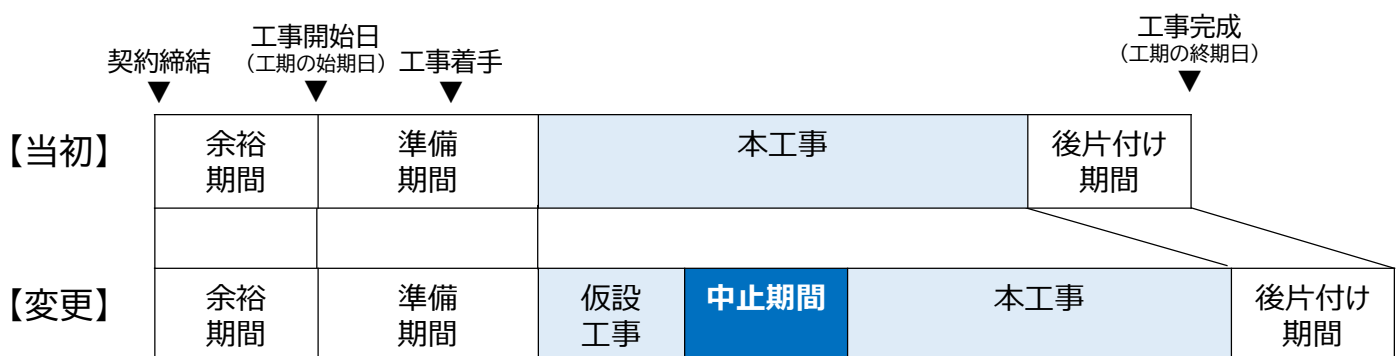 契約締結
工事開始日
（工期の始期日）
工事着手
工事完成
（工期の終期日）
▼
▼
▼
▼
【当初】
余裕
期間
準備
期間
本工事
後片付け
期間
【変更】
余裕
期間
準備
期間
仮設
工事
中止期間
本工事
後片付け
期間